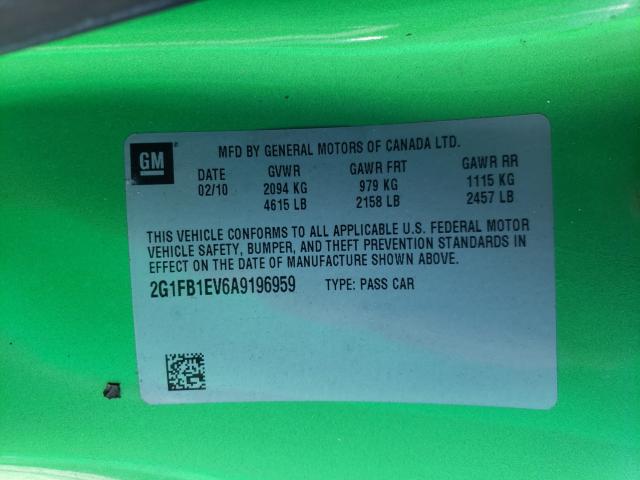 GM
MFD BY GENERAL MOTORS OF CANADA LTD.
DATE GVWR GAWR FRT GAWR RR
02/10 2094 KG 979 KG 1115 KG
4615 LB 2158 LB 2457 LB
THIS VEHICLE CONFORMS TO ALL APPLICABLE U.S. FEDERAL MOTOR
VEHICLE SAFETY, BUMPER, AND THEFT PREVENTION STANDARDS IN
EFFECT ON THE DATE OF MANUFACTURE SHOWN ABOVE.
2G1FB1EV6A9196959 TYPE: PASS CAR